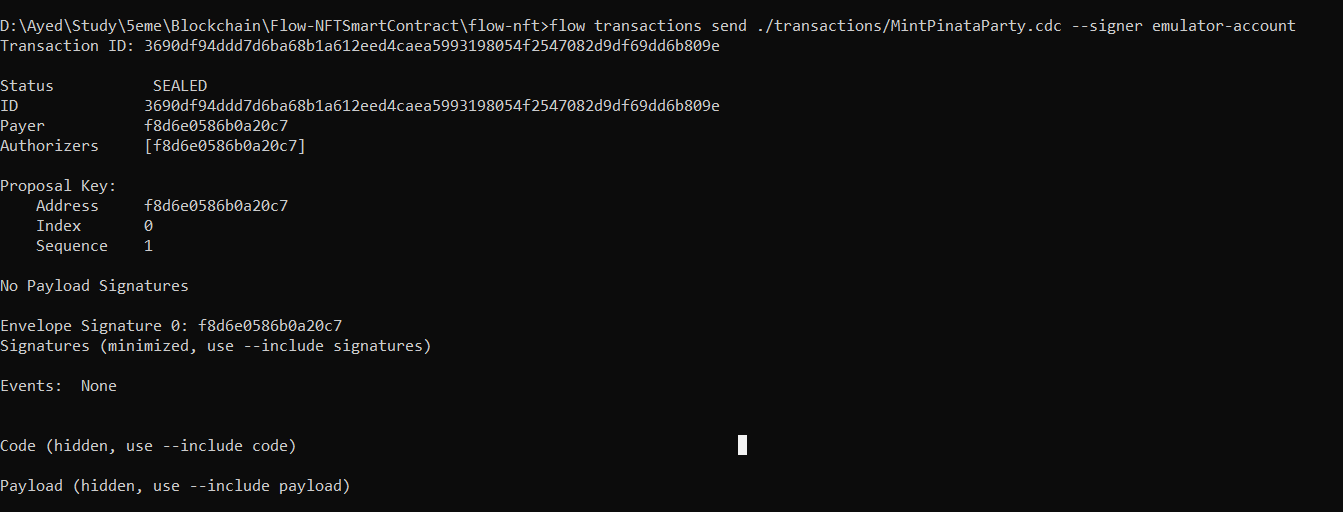 D:\Ayed\Study\5eme\Blockchain\Flow-NFTSmartContract\flow-nft>flow transactions send ./transactions/MintPinataParty.cdc --signer emulator-account
Transaction ID: 3690df94ddd7d6ba68b1a612eed4caea5993198054f2547082d9df69dd6b809e
Status SEALED
ID 3690df94ddd7d6ba68b1a612eed4caea5993198054f2547082d9df69dd6b809e
Payer f8d6e0586b0a20c7
Authorizers [f8d6e0586b0a20c7]
Proposal Key:
Address f8d6e0586b0a20c7
Index 0
Sequence 1
No Payload Signatures
Envelope Signature 0: f8d6e0586b0a20c7
Signatures (minimized, use --include signatures)
Events: None
Code (hidden, use --include code)
Payload (hidden, use --include payload)